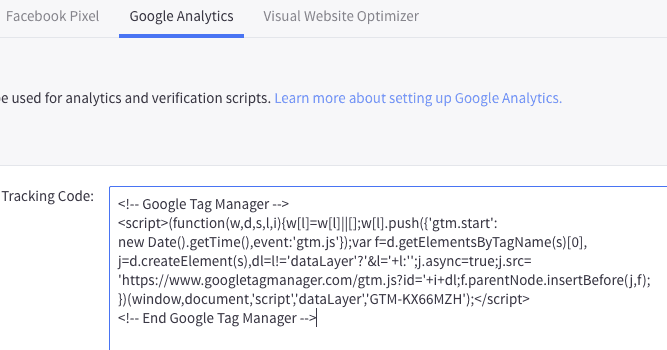 Facebook Pixel Google Analytics Visual Website Optimizer
be used for analytics and verification scripts. Learn more about setting up Google Analytics.
Tracking Code:
<!-- Google Tag Manager -->
<script>(function(w,d,s,l,i){w[l]=w[l]||[];w[l].push({'gtm.start':
new Date().getTime(),event:'gtm.js'});var f=d.getElementsByTagName(s)[0],
j=d.createElement(s),dl=l!='dataLayer'?'&l='+l:'';j.async=true;j.src=
'https://www.googletagmanager.com/gtm.js?id='+i+dl;f.parentNode.insertBefore(j,f);
})(window,document,'script','dataLayer','GTM-KX66MZH');</script>
<!-- End Google Tag Manager -->